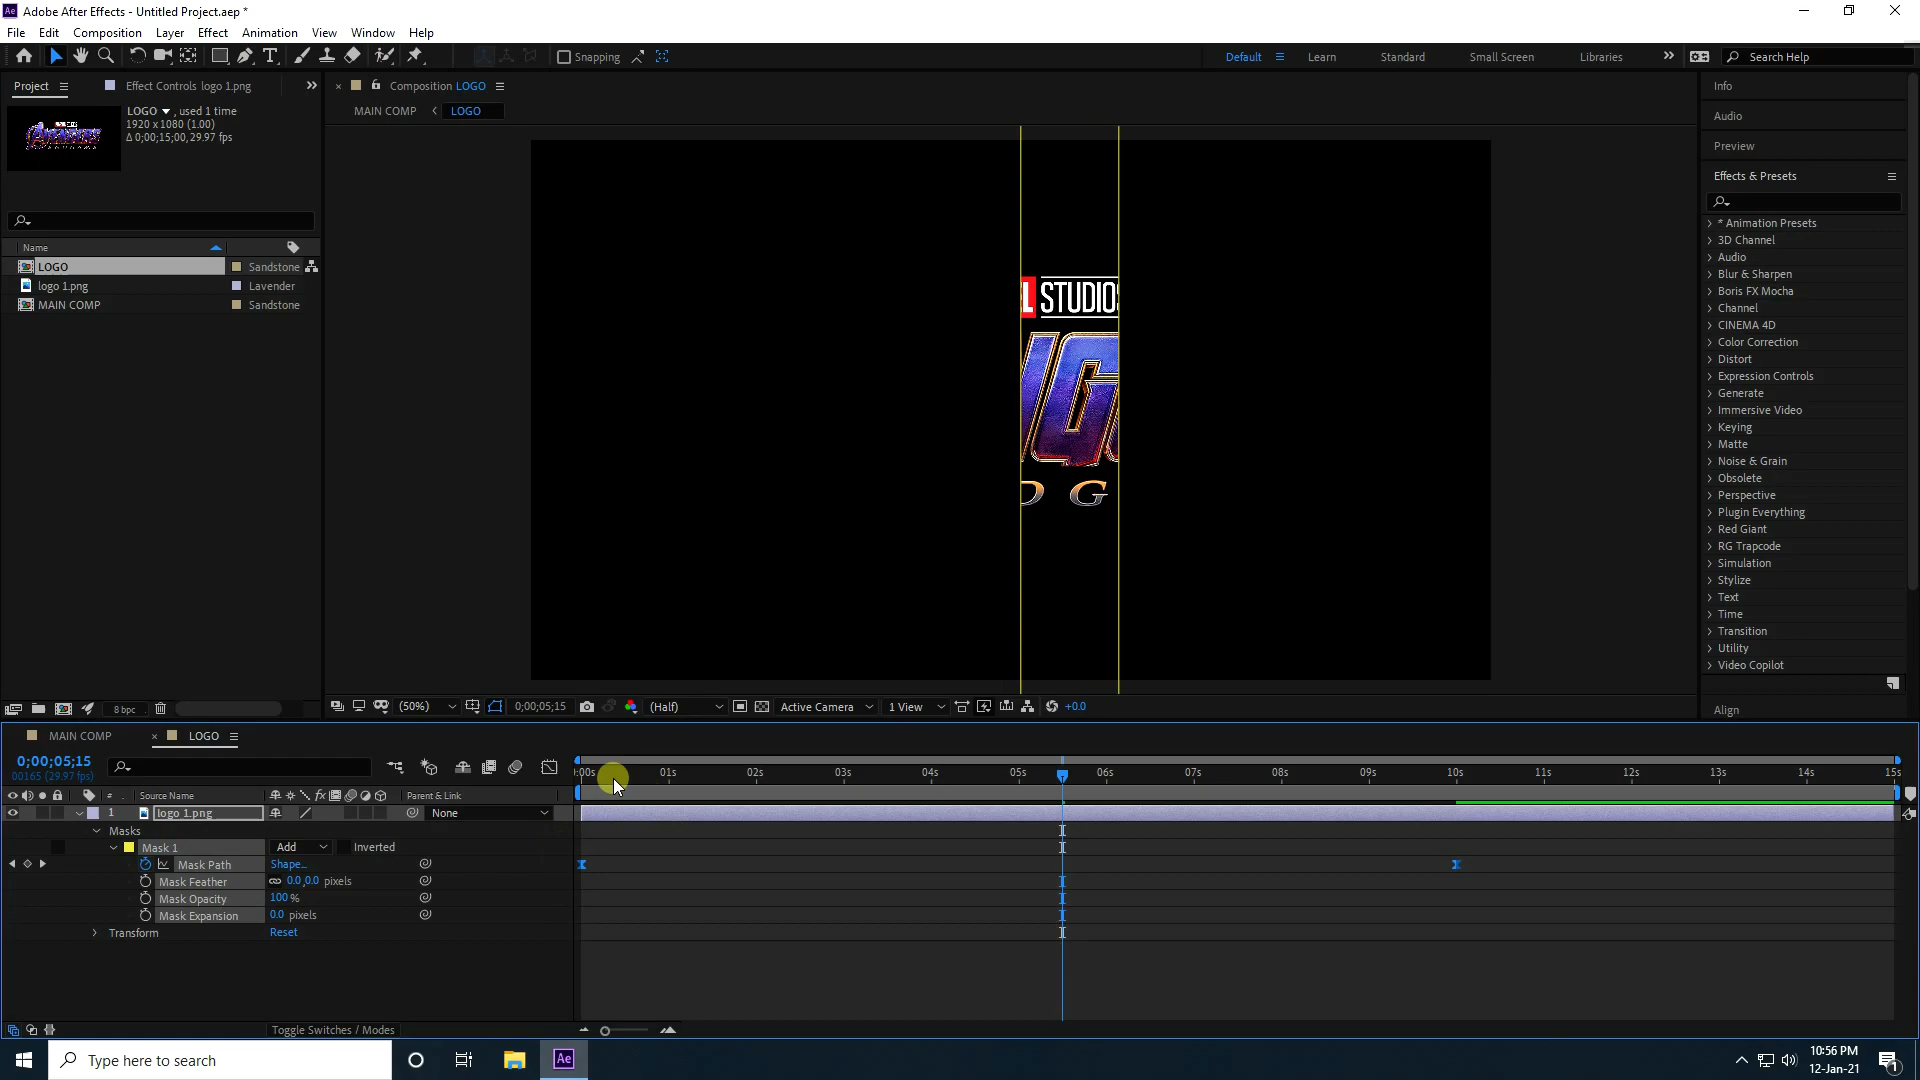 Adobe After Effects - Untitled Project.aep *
File Edit Composition Layer Effect Animation View Window Help
Snapping Default Learn Standard Small Screen Libraries Search Help
Project Effect Controls logo 1.png
LOGO , used 1 time
1920 x 1080 (1.00)
Δ 0;00;15;00, 29.97 fps
Name
LOGO Sandstone
logo 1.png Lavender
MAIN COMP Sandstone
8 bpc
Composition LOGO
MAIN COMP LOGO
L STUDIO
D G
(50%) 0;00;05;15 (Half) Active Camera 1 View +0.0
Info
Audio
Preview
Effects & Presets
* Animation Presets
3D Channel
Audio
Blur & Sharpen
Boris FX Mocha
Channel
CINEMA 4D
Color Correction
Distort
Expression Controls
Generate
Immersive Video
Keying
Matte
Noise & Grain
Obsolete
Perspective
Plugin Everything
Red Giant
RG Trapcode
Simulation
Stylize
Text
Time
Transition
Utility
Video Copilot
Align
MAIN COMP LOGO
0;00;05;15
00165 (29.97 fps)
:00s 01s 02s 03s 04s 05s 06s 07s 08s 09s 10s 11s 12s 13s 14s 15s
# Source Name fx Parent & Link
1 logo 1.png None
Masks
Mask 1 Add Inverted
Mask Path Shape...
Mask Feather 0.0,0.0 pixels
Mask Opacity 100 %
Mask Expansion 0.0 pixels
Transform Reset
Toggle Switches / Modes
Type here to search Ae
10:56 PM
12-Jan-21
1